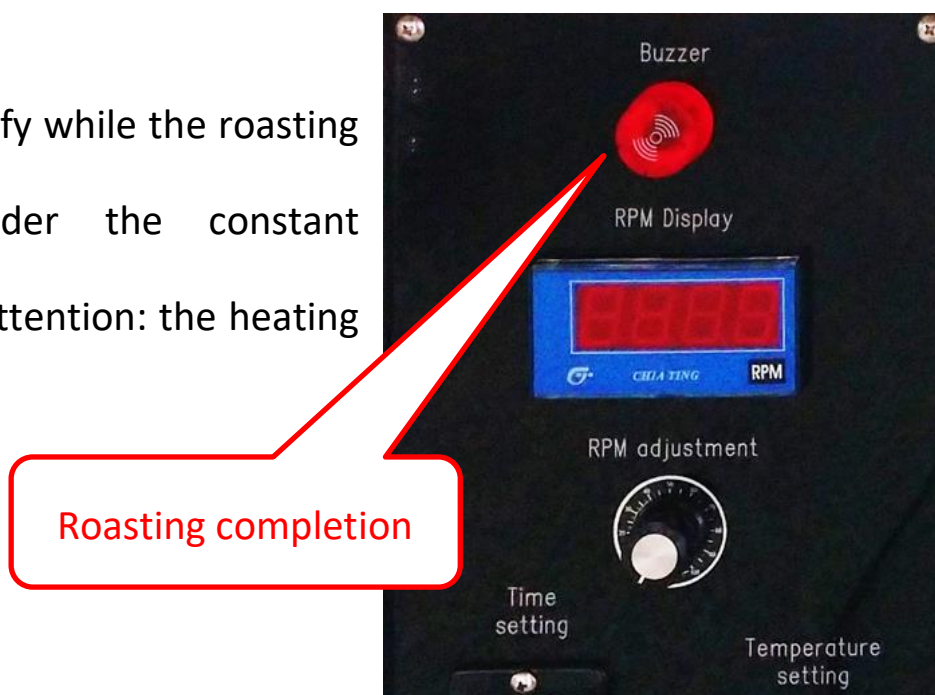 ify while the roasting
der the constant
ttention: the heating
Roasting completion
Buzzer
RPM Display
CHIA TING
RPM
RPM adjustment
Time
setting
Temperature
setting